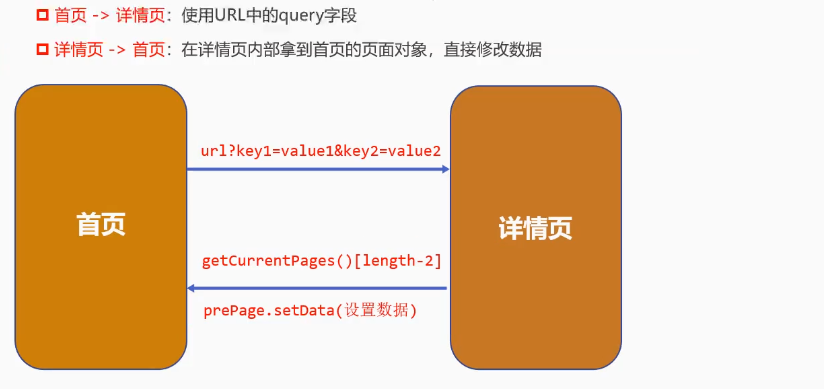 首页 -> 详情页：使用URL中的query字段
详情页 -> 首页：在详情页内部拿到首页的页面对象，直接修改数据
url?key1=value1&key2=value2
首页
详情页
getCurrentPages()[length-2]
prePage.setData(设置数据)